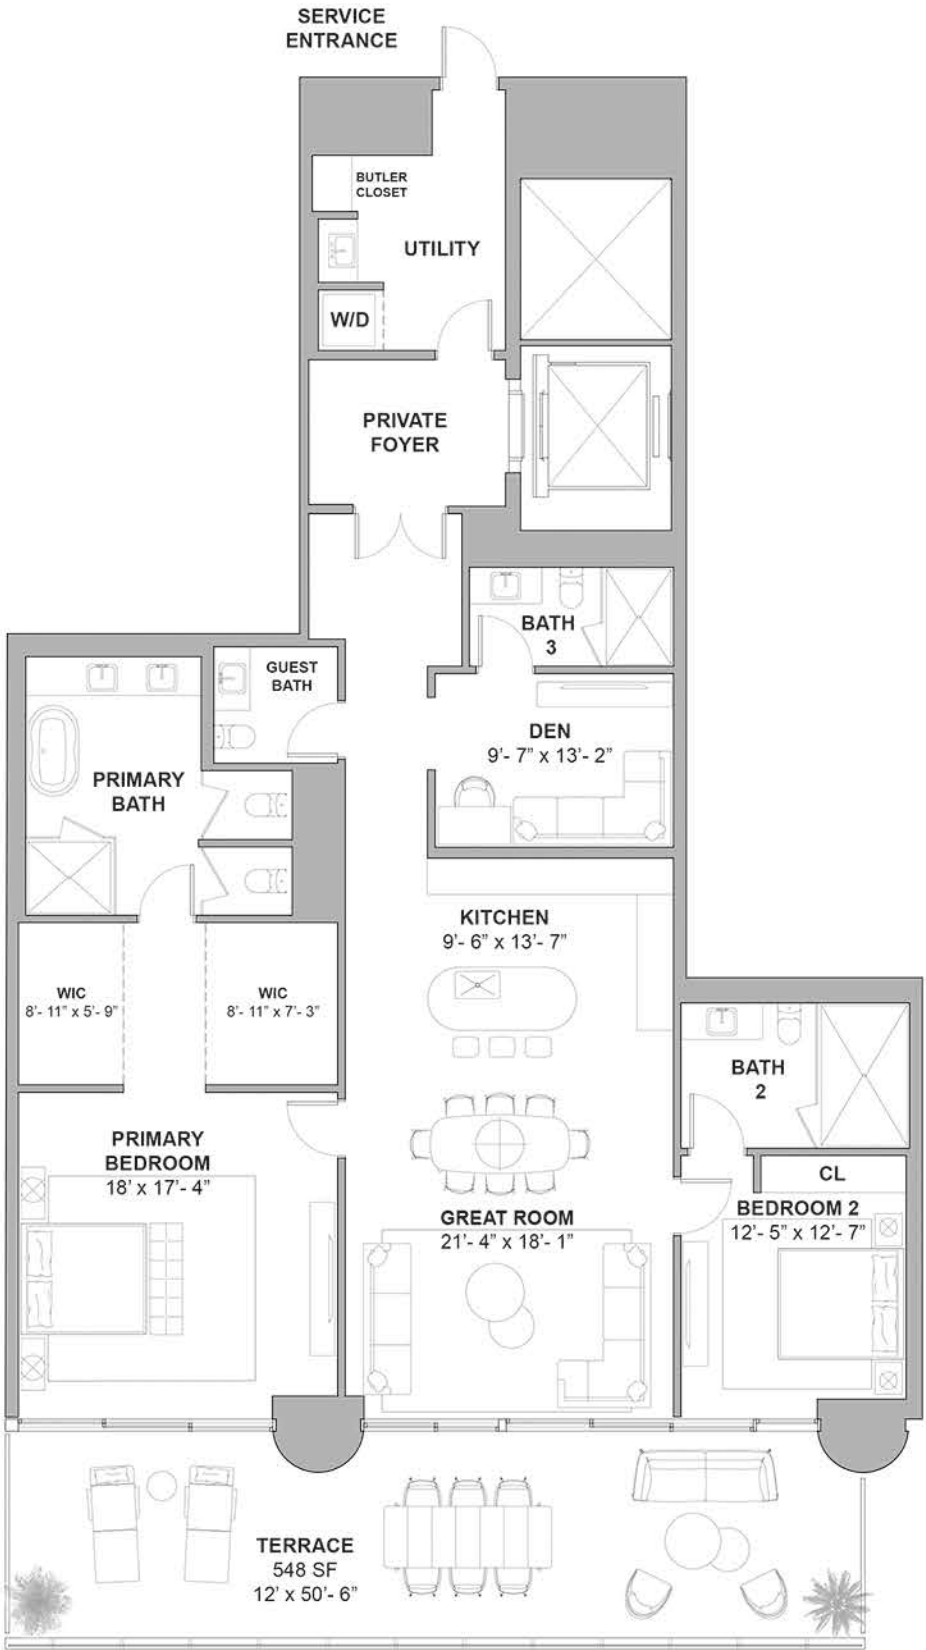 SERVICE
ENTRANCE
BUTLER
CLOSET
UTILITY
W/D
PRIVATE
FOYER
BATH
3
GUEST
BATH
DEN
9'- 7" x 13'- 2"
PRIMARY
BATH
KITCHEN
9'- 6" x 13'- 7"
WIC
8'- 11" x 5'- 9"
WIC
8'- 11" x 7'- 3"
BATH
2
PRIMARY
BEDROOM
18' x 17'- 4"
CL
BEDROOM 2
12'- 5" x 12'- 7"
GREAT ROOM
21'- 4" x 18'- 1"
TERRACE
548 SF
12' x 50'- 6"